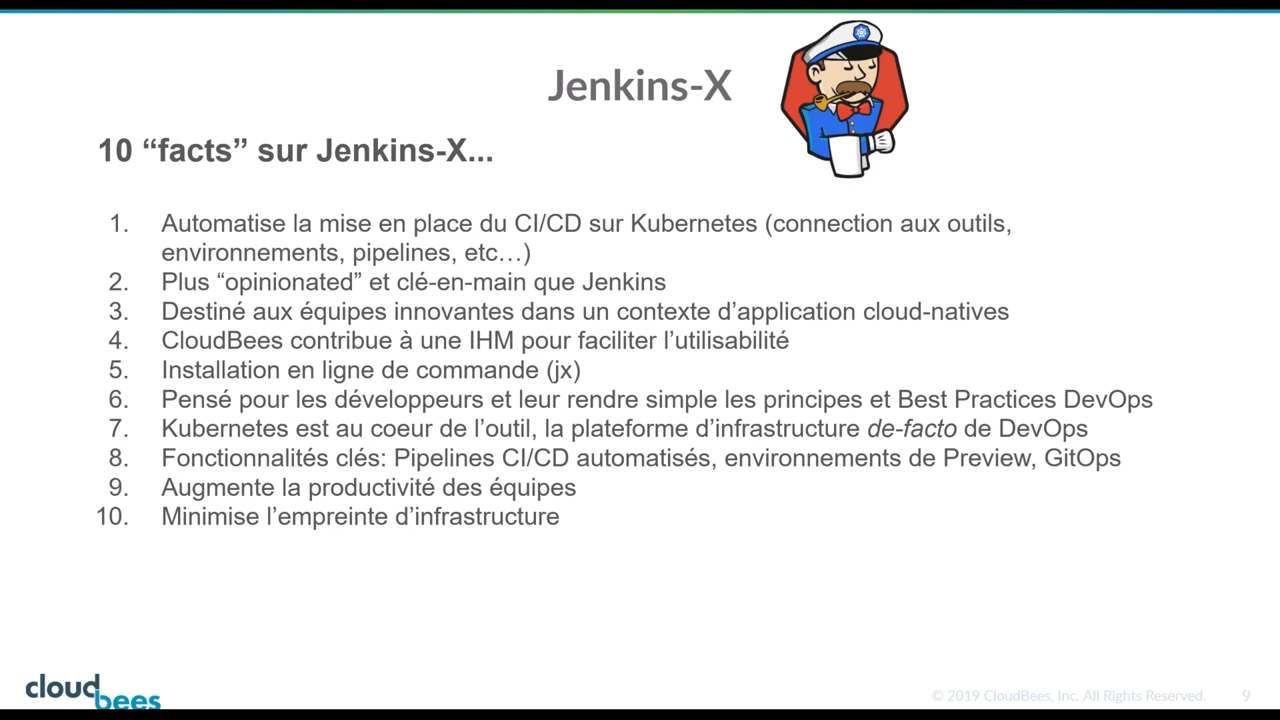 Jenkins-X
10 “facts” sur Jenkins-X...
1. Automatise la mise en place du CI/CD sur Kubernetes (connection aux outils,
environnements, pipelines, etc…)
2. Plus “opinionated” et clé-en-main que Jenkins
3. Destiné aux équipes innovantes dans un contexte d’application cloud-natives
4. CloudBees contribue à une IHM pour faciliter l’utilisabilité
5. Installation en ligne de commande (jx)
6. Pensé pour les développeurs et leur rendre simple les principes et Best Practices DevOps
7. Kubernetes est au coeur de l’outil, la plateforme d’infrastructure de-facto de DevOps
8. Fonctionnalités clés: Pipelines CI/CD automatisés, environnements de Preview, GitOps
9. Augmente la productivité des équipes
10. Minimise l’empreinte d’infrastructure
cloud
bees
© 2019 CloudBees, Inc. All Rights Reserved. 9